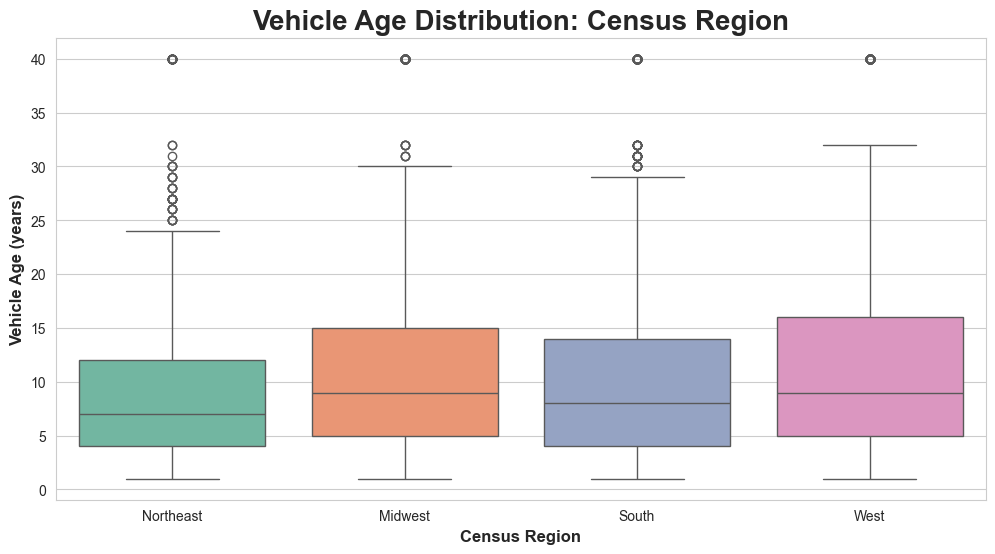 Vehicle Age Distribution: Census Region
Vehicle Age (years)
40
35
30
25
20
15
10
5
0
Northeast
Midwest
South
West
Census Region